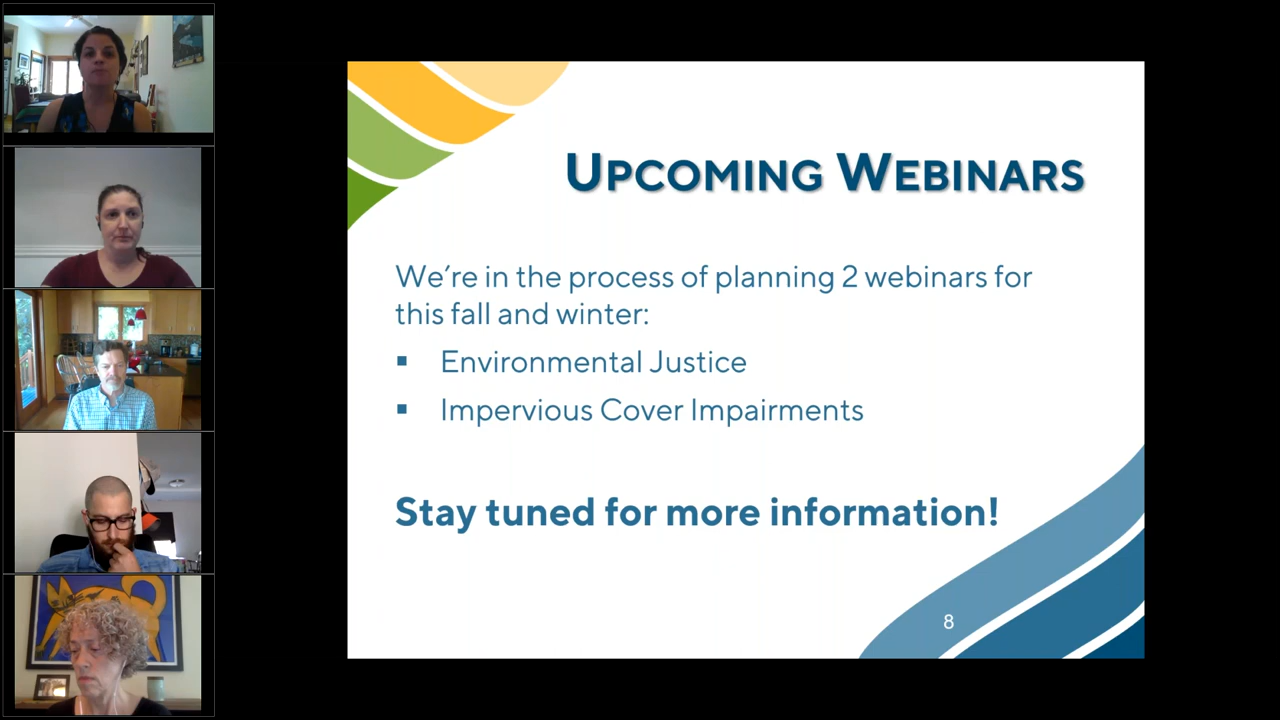 UPCOMING WEBINARS
We're in the process of planning 2 webinars for
this fall and winter:
▪ Environmental Justice
▪ Impervious Cover Impairments
Stay tuned for more information!
8